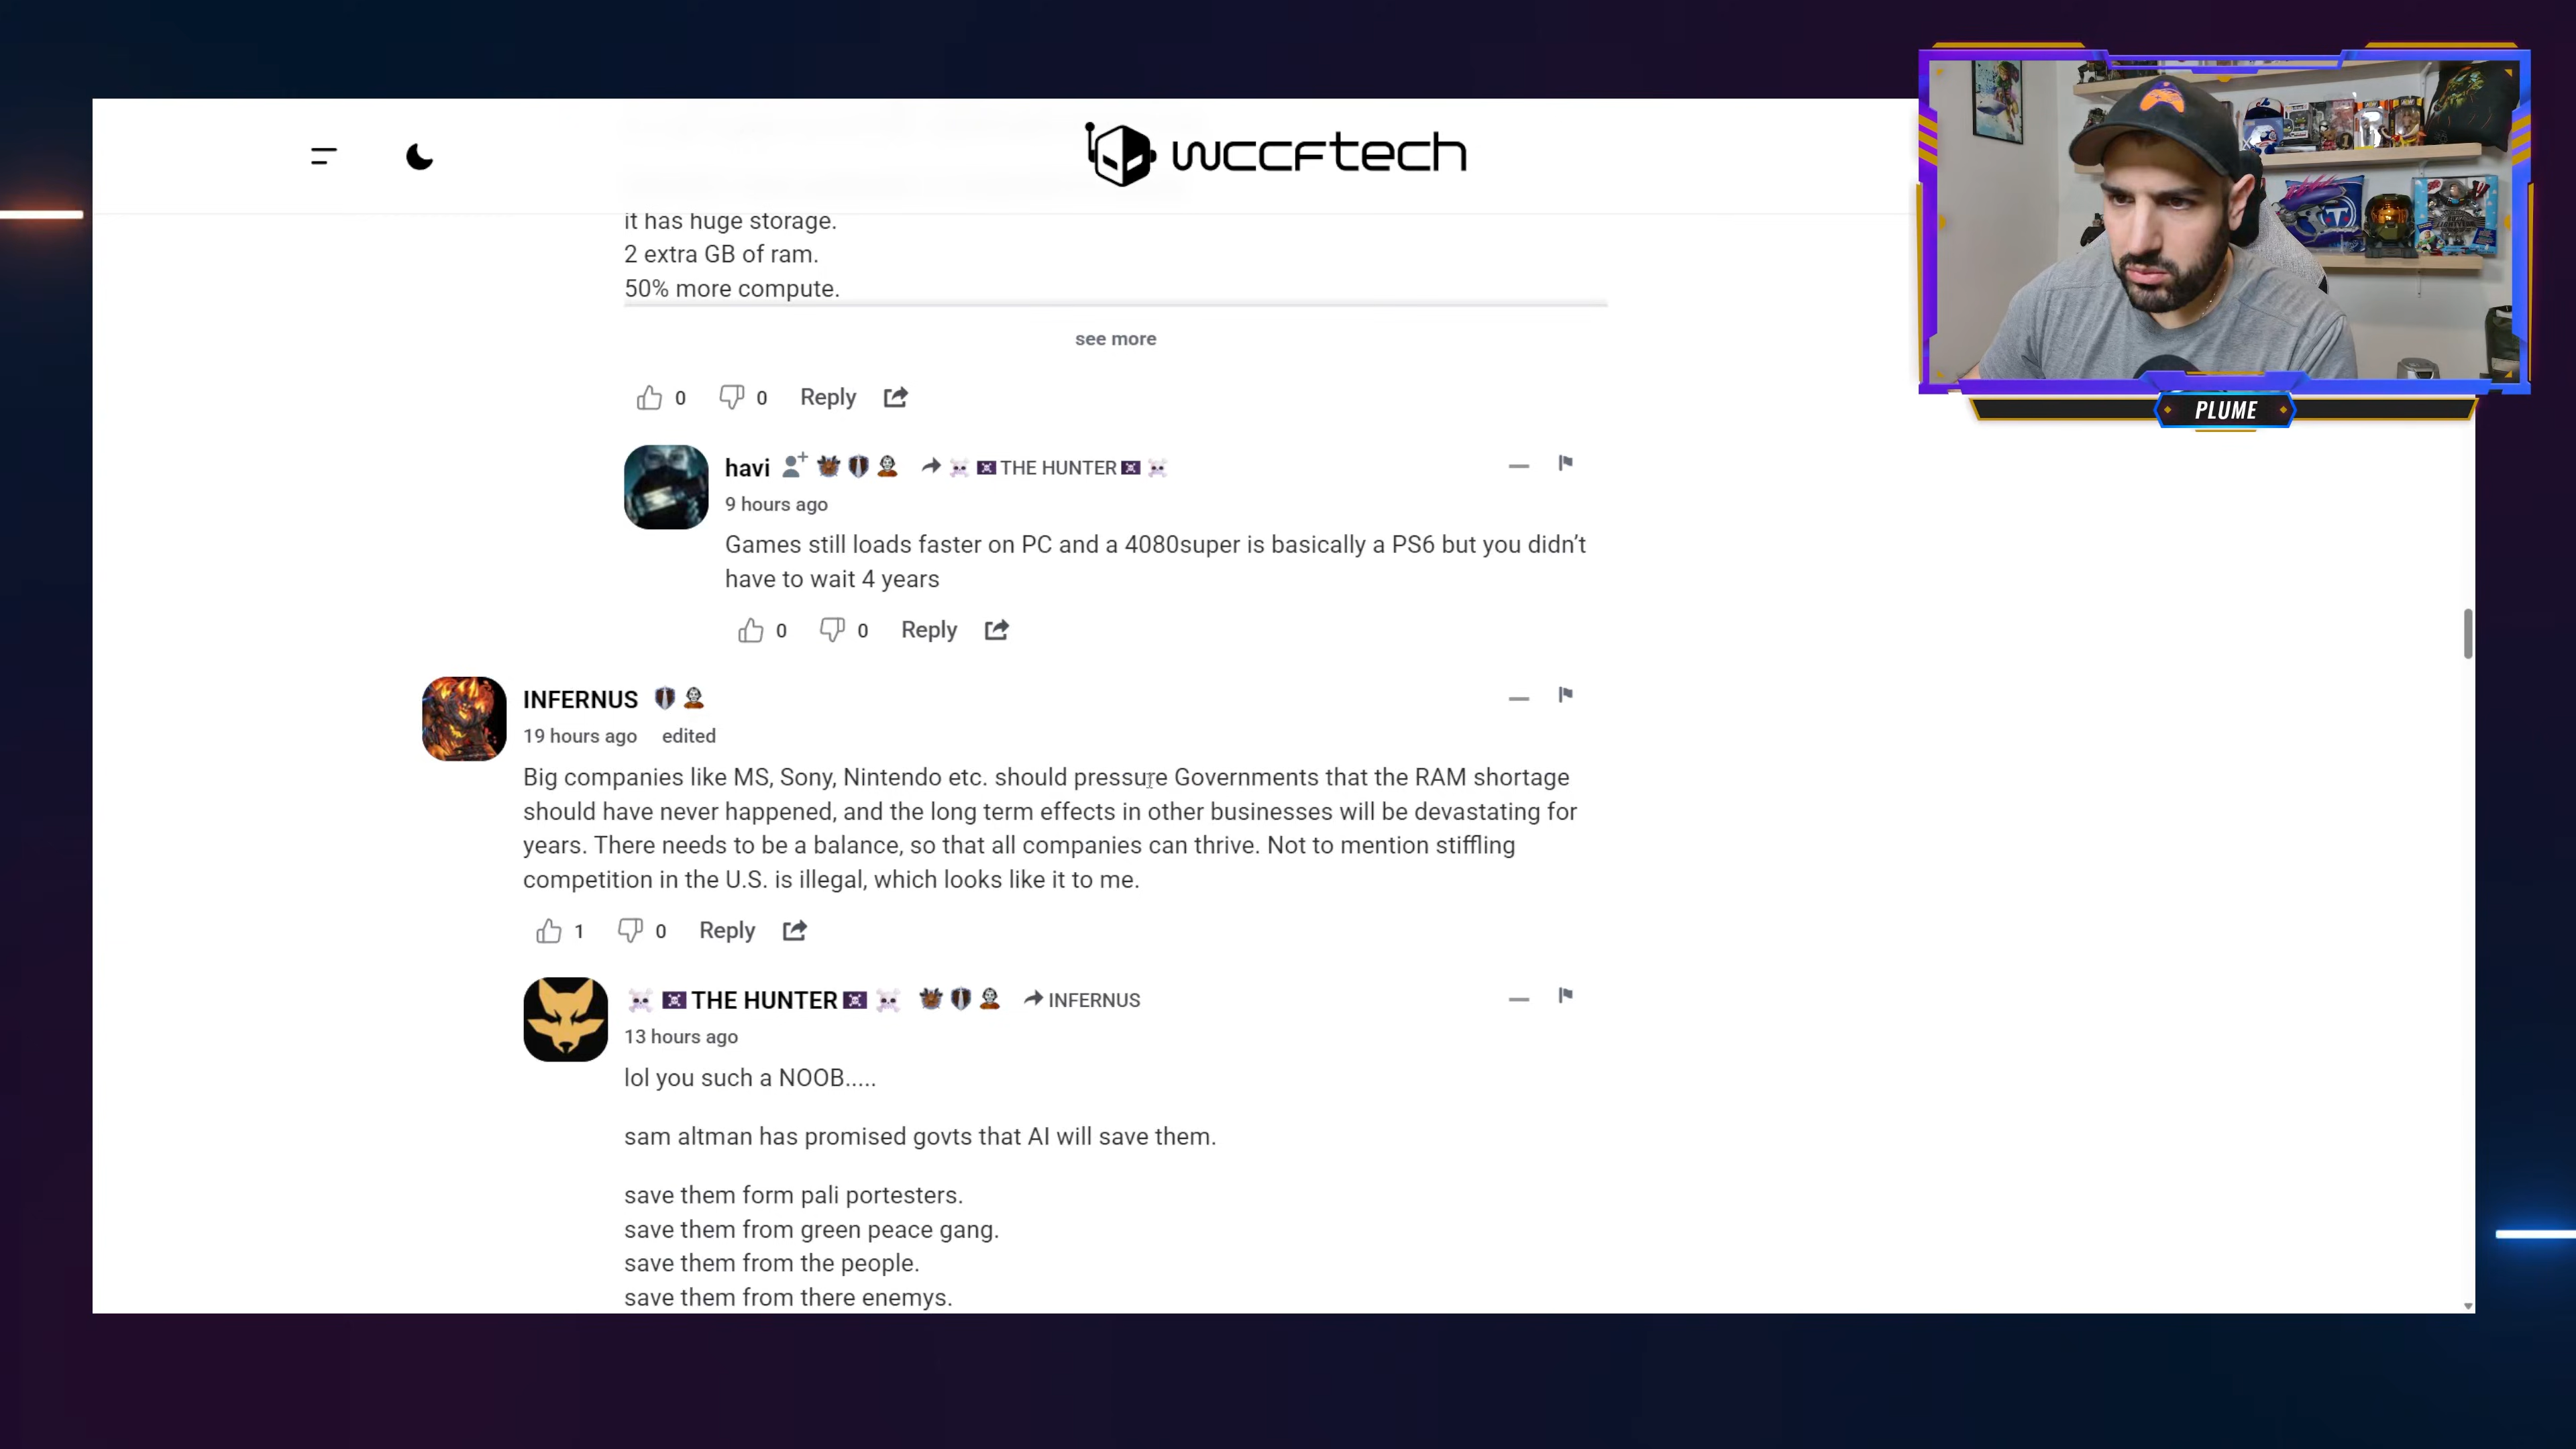 wccftech
it has huge storage.
2 extra GB of ram.
50% more compute.
see more
0 0 Reply
havi THE HUNTER
9 hours ago
Games still loads faster on PC and a 4080super is basically a PS6 but you didn’t
have to wait 4 years
0 0 Reply
INFERNUS
19 hours ago edited
Big companies like MS, Sony, Nintendo etc. should pressure Governments that the RAM shortage
should have never happened, and the long term effects in other businesses will be devastating for
years. There needs to be a balance, so that all companies can thrive. Not to mention stiffling
competition in the U.S. is illegal, which looks like it to me.
1 0 Reply
THE HUNTER INFERNUS
13 hours ago
lol you such a NOOB.....
sam altman has promised govts that AI will save them.
save them form pali portesters.
save them from green peace gang.
save them from the people.
save them from there enemys.
PLUME